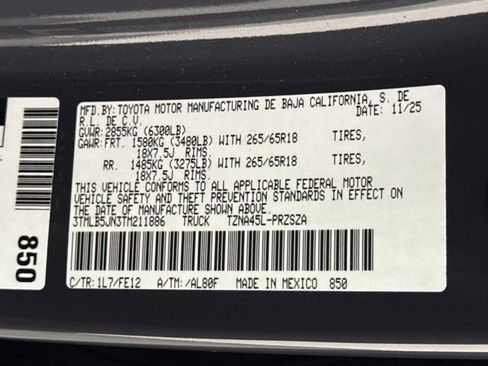 MFD.BY:TOYOTA MOTOR MANUFACTURING DE BAJA CALIFORNIA, S. DE
R.L. DE C.V. DATE: 11/25
GVWR: 2855KG (6300LB)
GAWR: FRT. 1580KG (3480LB) WITH 265/65R18 TIRES,
18X7.5J RIMS
RR. 1485KG (3275LB) WITH 265/65R18 TIRES,
18X7.5J RIMS.
THIS VEHICLE CONFORMS TO ALL APPLICABLE FEDERAL MOTOR
VEHICLE SAFETY AND THEFT PREVENTION STANDARDS IN EFFECT ON
THE DATE OF MANUFACTURE SHOWN ABOVE.
3TMLB5JN3TM211886 TRUCK TZNA45L-PRZSZA
C/TR: 1L7/FE12 A/TM: /AL80F MADE IN MEXICO 850
850